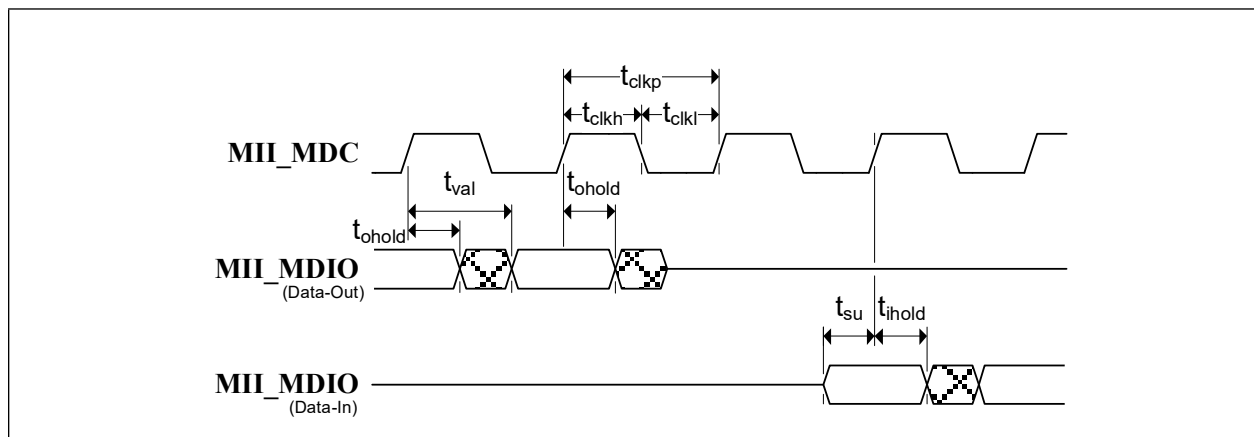 tclkp
tclkh tclkl
MII_MDC
tval tohold
tohold
MII_MDIO
(Data-Out)
tsu tihold
MII_MDIO
(Data-In)